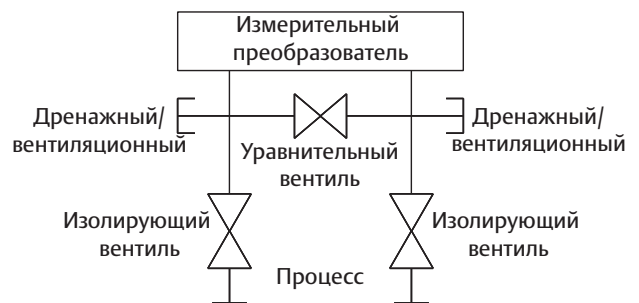 Измерительный
преобразователь
Дренажный/
вентиляционный
Уравнительный
вентиль
Дренажный/
вентиляционный
Изолирующий
вентиль
Изолирующий
вентиль
Процесс